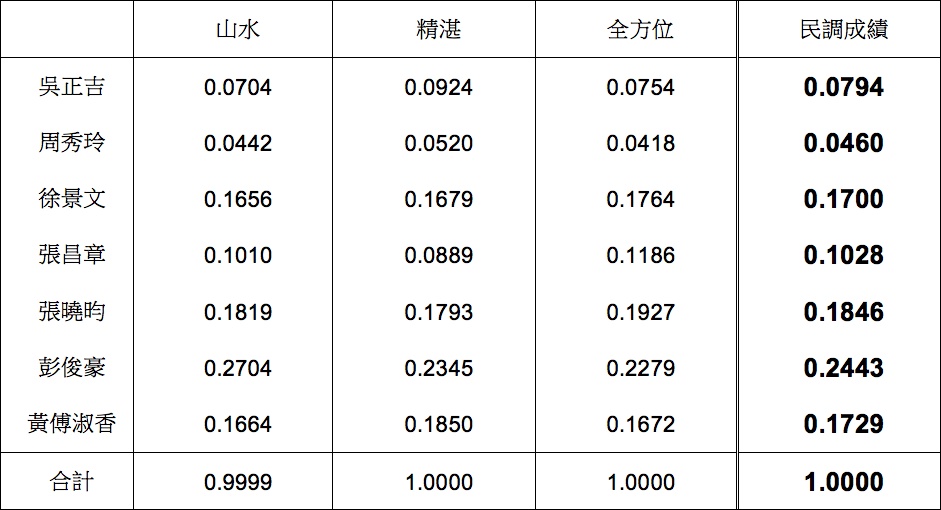 山水 精湛 全方位 民調成績
吳正吉 0.0704 0.0924 0.0754 0.0794
周秀玲 0.0442 0.0520 0.0418 0.0460
徐景文 0.1656 0.1679 0.1764 0.1700
張昌章 0.1010 0.0889 0.1186 0.1028
張曉昀 0.1819 0.1793 0.1927 0.1846
彭俊豪 0.2704 0.2345 0.2279 0.2443
黃傅淑香 0.1664 0.1850 0.1672 0.1729
合計 0.9999 1.0000 1.0000 1.0000